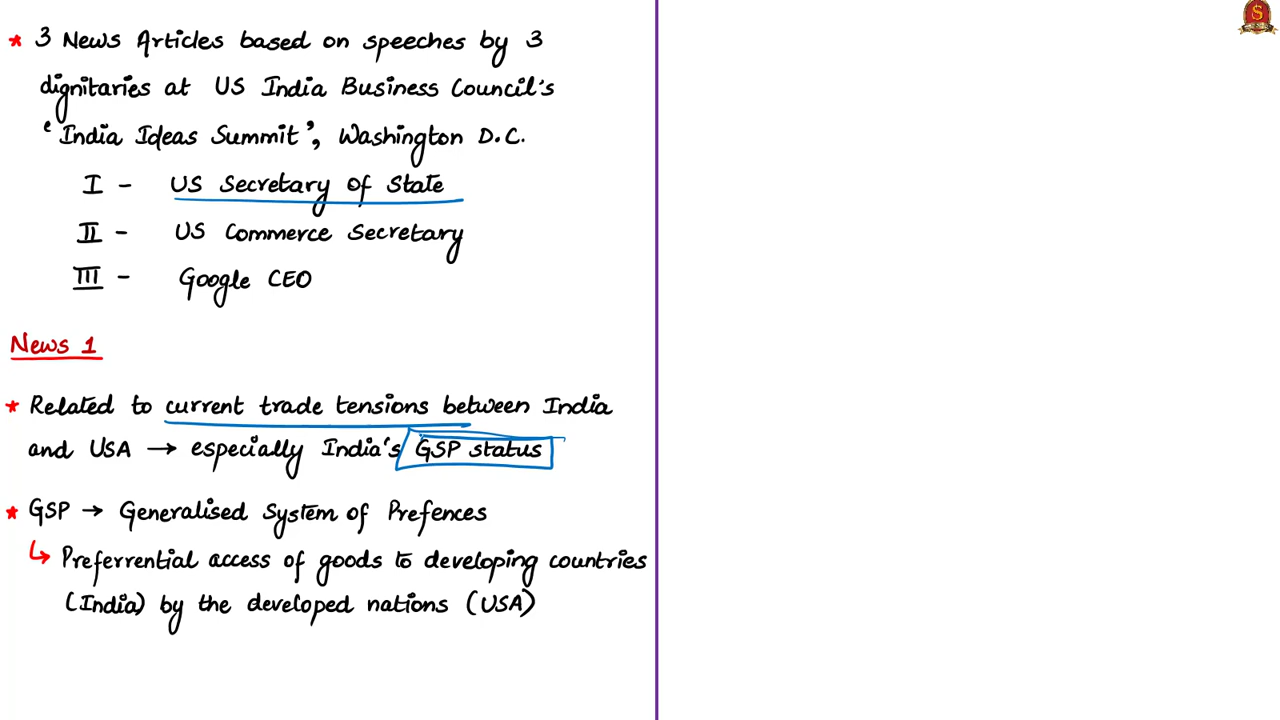 * 3 News Articles based on speeches by 3
dignitaries at US India Business Council's
'India Ideas Summit', Washington D.C.
I - US Secretary of State
II - US Commerce Secretary
III - Google CEO
News 1
* Related to current trade tensions between India
and USA → especially India's GSP status
* GSP → Generalised System of Prefences
↳ Preferrential access of goods to developing countries
(India) by the developed nations (USA)
S